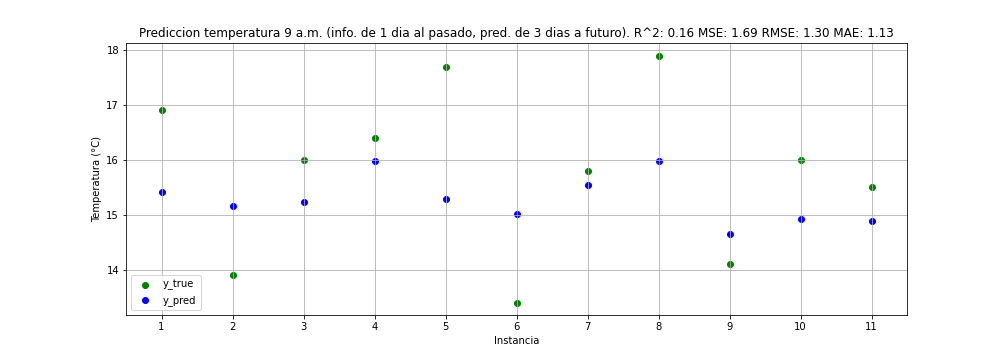 Prediccion temperatura 9 a.m. (info. de 1 dia al pasado, pred. de 3 dias a futuro). R^2: 0.16 MSE: 1.69 RMSE: 1.30 MAE: 1.13
18
17
16
15
14
Temperatura (°C)
y_true
y_pred
1 2 3 4 5 6 7 8 9 10 11
Instancia